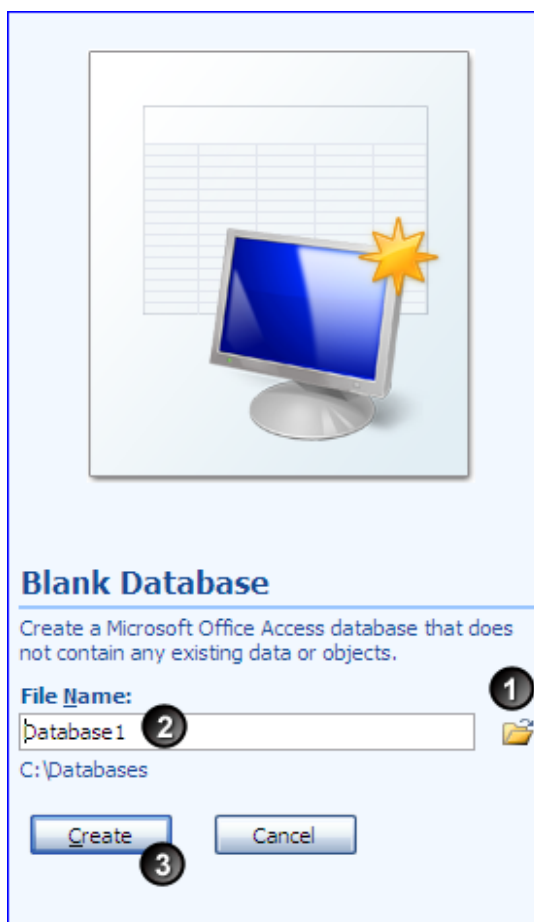 Blank Database
Create a Microsoft Office Access database that does
not contain any existing data or objects.
1
File Name:
Database1 2
C:\Databases
Create Cancel
3